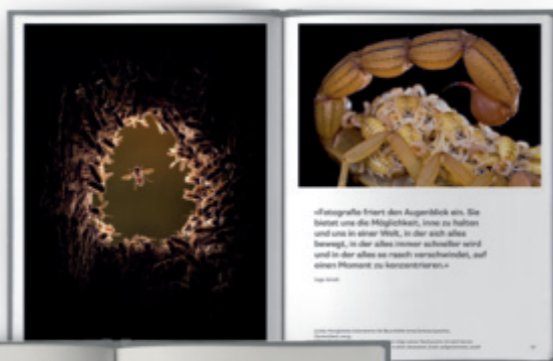 »Fotografie friert den Augenblick ein. Sie
bietet uns die Möglichkeit, inne zu halten
und uns in einer Welt, in der sich alles
bewegt, in der alles immer schneller wird
und in der alles so rasch verschwindet, auf
einen Moment zu konzentrieren.«
Ingo Arndt